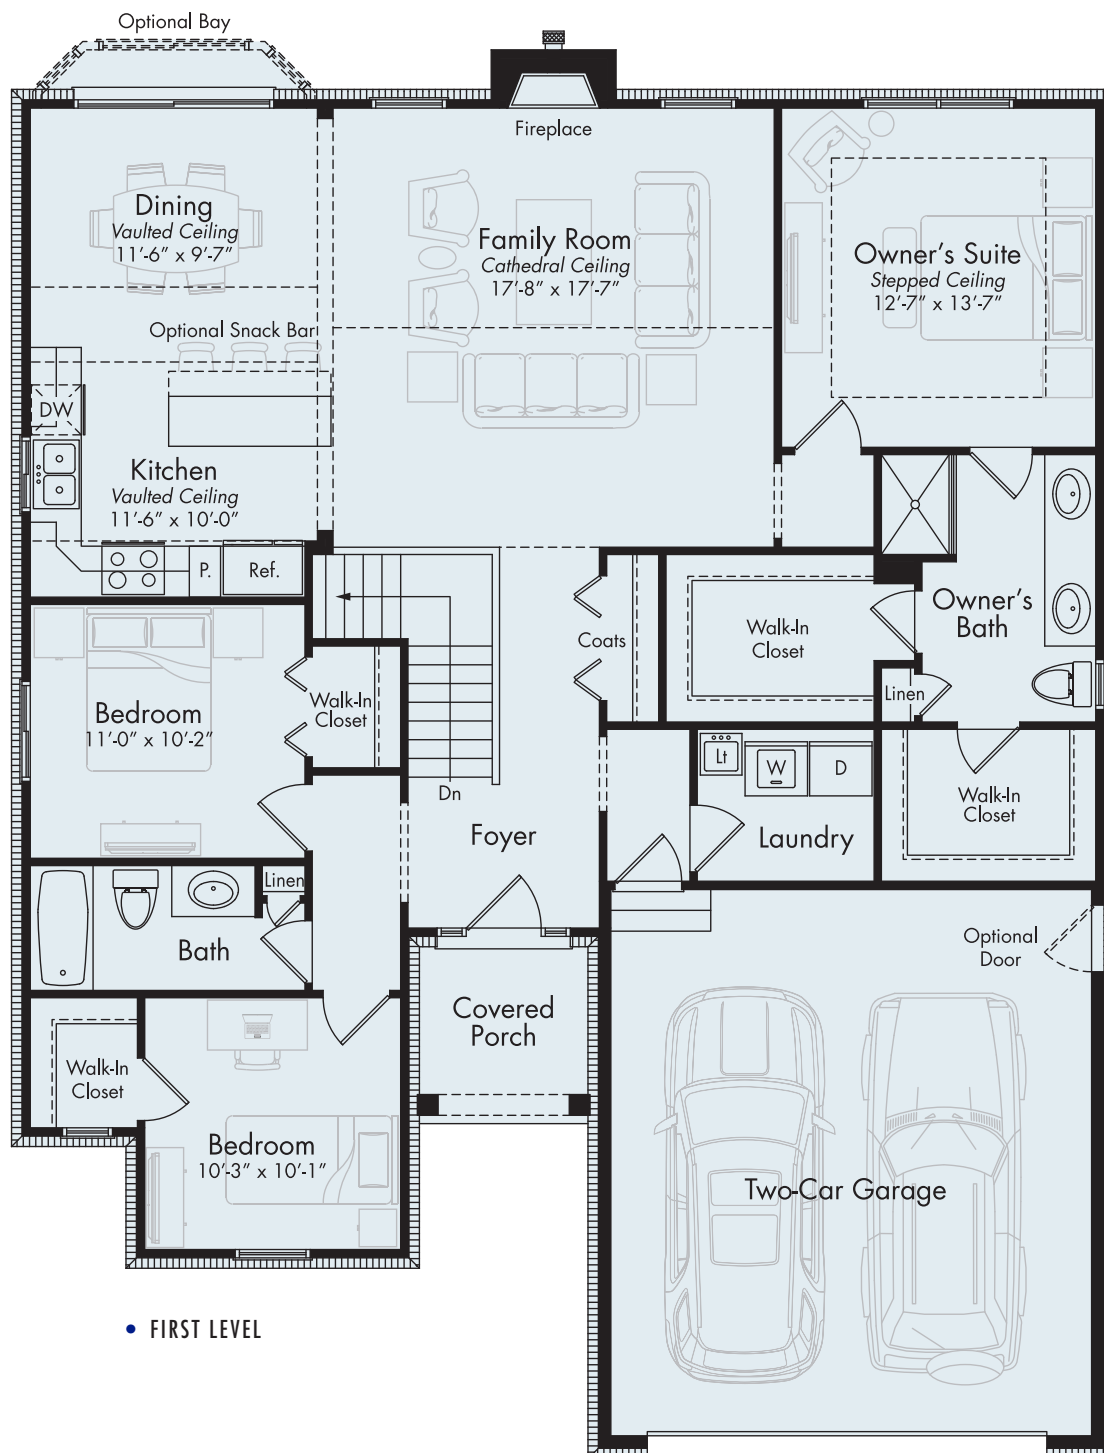 Optional Bay
Fireplace
Dining
Vaulted Ceiling
11'-6" x 9'-7"
Family Room
Cathedral Ceiling
17'-8" x 17'-7"
Owner's Suite
Stepped Ceiling
12'-7" x 13'-7"
Optional Snack Bar
DW
Kitchen
Vaulted Ceiling
11'-6" x 10'-0"
P.
Ref.
Coats
Walk-In
Closet
Owner's
Bath
Linen
Bedroom
11'-0" x 10'-2"
Walk-In
Closet
Dn
Foyer
Lt
W
D
Laundry
Walk-In
Closet
Linen
Bath
Optional
Door
Covered
Porch
Walk-In
Closet
Bedroom
10'-3" x 10'-1"
Two-Car Garage
• FIRST LEVEL